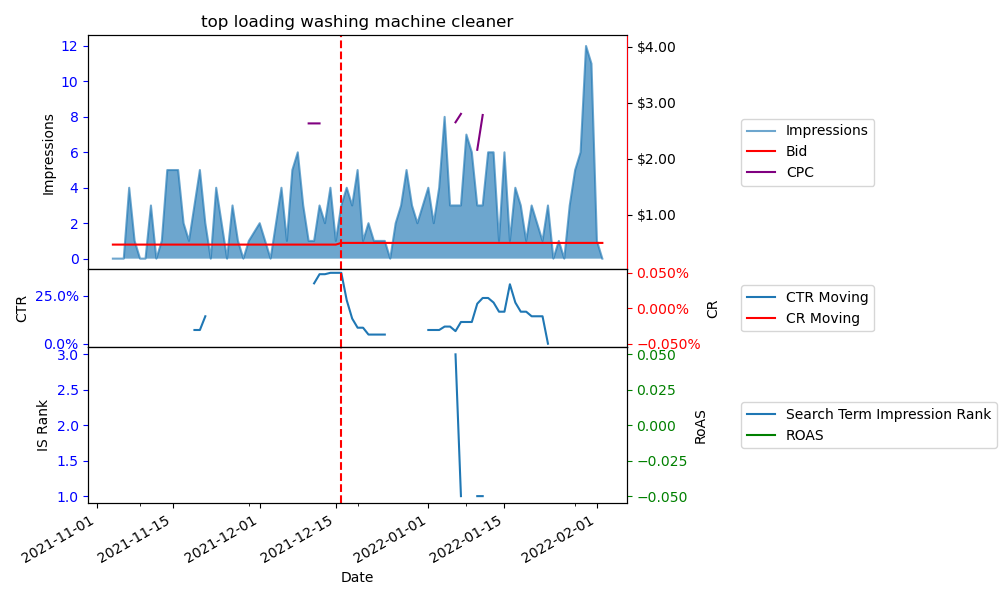 top loading washing machine cleaner
Impressions
12
10
8
6
4
2
0
$4.00
$3.00
$2.00
$1.00
Impressions
Bid
CPC
CTR
25.0%
0.0%
0.050%
0.000%
−0.050%
CR
CTR Moving
CR Moving
IS Rank
3.0
2.5
2.0
1.5
1.0
0.050
0.025
0.000
−0.025
−0.050
RoAS
Search Term Impression Rank
ROAS
2021-11-01
2021-11-15
2021-12-01
2021-12-15
2022-01-01
2022-01-15
2022-02-01
Date